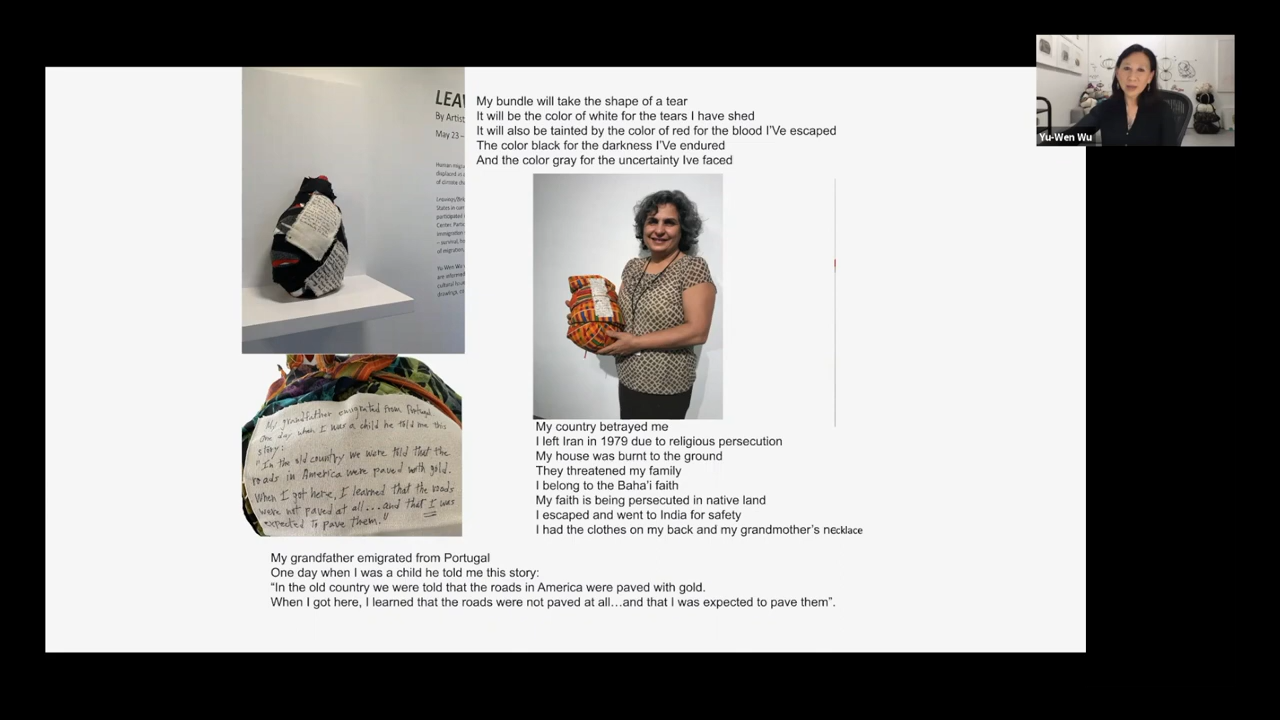 LEA
By Artis
May 23 –
My bundle will take the shape of a tear
It will be the color of white for the tears I have shed
It will also be tainted by the color of red for the blood I'Ve escaped
The color black for the darkness I'Ve endured
And the color gray for the uncertainty Ive faced
Yu-Wen Wu
My grandfather emigrated from Portugal
One day when I was a child he told me this
story:
"In the old country we were told that the
roads in America were paved with gold.
When I got here, I learned that the roads
were not paved at all...and that I was
expected to pave them."
My country betrayed me
I left Iran in 1979 due to religious persecution
My house was burnt to the ground
They threatened my family
I belong to the Baha'i faith
My faith is being persecuted in native land
I escaped and went to India for safety
I had the clothes on my back and my grandmother's necklace
My grandfather emigrated from Portugal
One day when I was a child he told me this story:
"In the old country we were told that the roads in America were paved with gold.
When I got here, I learned that the roads were not paved at all…and that I was expected to pave them".